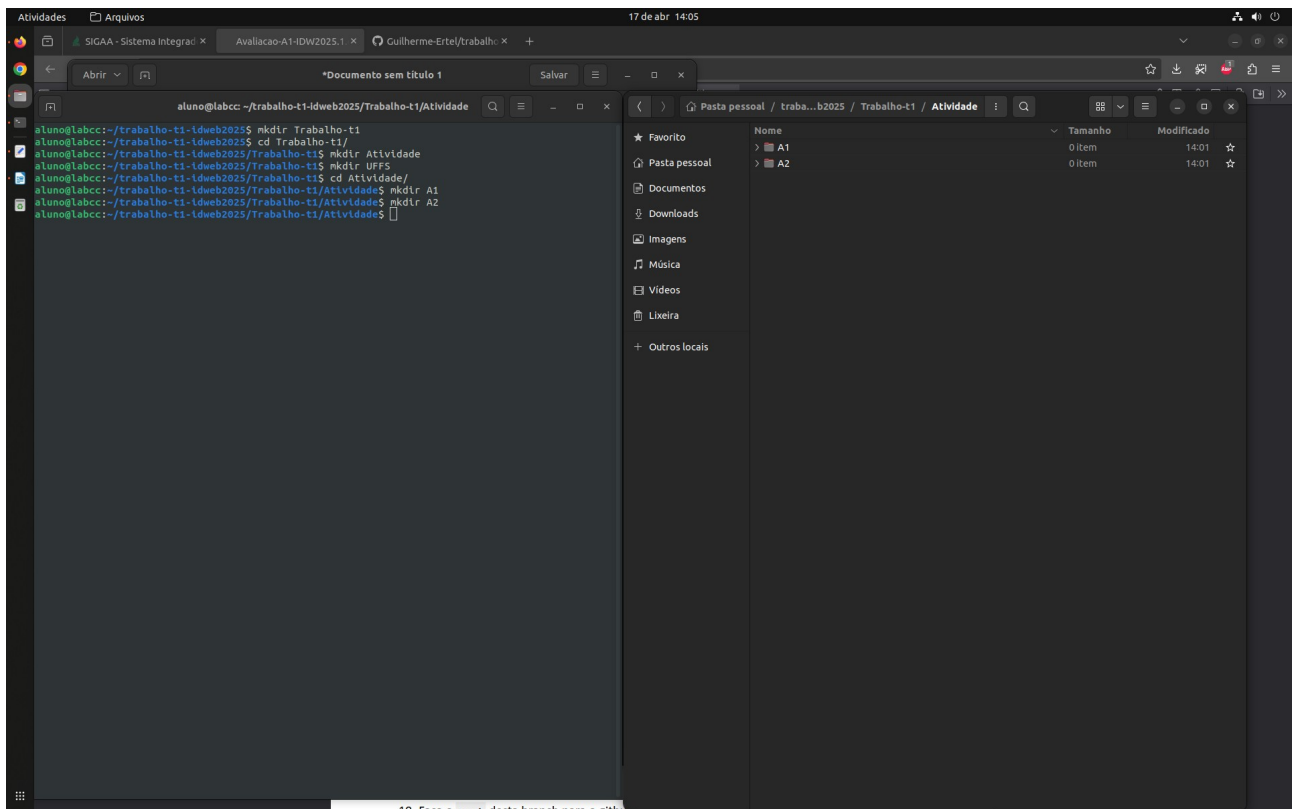 Atividades Arquivos 17 de abr 14:05
SIGAA - Sistema Integrad Avaliacao-A1-IDW2025.1. Guilherme-Ertel/trabalho
Abrir *Documento sem título 1 Salvar
aluno@labcc: ~/trabalho-t1-idweb2025/Trabalho-t1/Atividade
aluno@labcc:~/trabalho-t1-idweb2025$ mkdir Trabalho-t1
aluno@labcc:~/trabalho-t1-idweb2025$ cd Trabalho-t1/
aluno@labcc:~/trabalho-t1-idweb2025/Trabalho-t1$ mkdir Atividade
aluno@labcc:~/trabalho-t1-idweb2025/Trabalho-t1$ mkdir UFFS
aluno@labcc:~/trabalho-t1-idweb2025/Trabalho-t1$ cd Atividade/
aluno@labcc:~/trabalho-t1-idweb2025/Trabalho-t1/Atividade$ mkdir A1
aluno@labcc:~/trabalho-t1-idweb2025/Trabalho-t1/Atividade$ mkdir A2
aluno@labcc:~/trabalho-t1-idweb2025/Trabalho-t1/Atividade$
Pasta pessoal / traba...b2025 / Trabalho-t1 / Atividade
Favorito
Pasta pessoal
Documentos
Downloads
Imagens
Música
Vídeos
Lixeira
+ Outros locais
Nome Tamanho Modificado
A1 0 item 14:01
A2 0 item 14:01